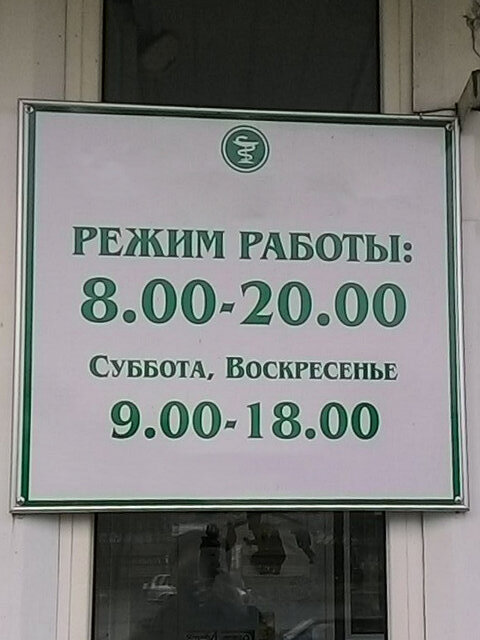 РЕЖИМ РАБОТЫ:
8.00-20.00
СУББОТА, ВОСКРЕСЕНЬЕ
9.00-18.00